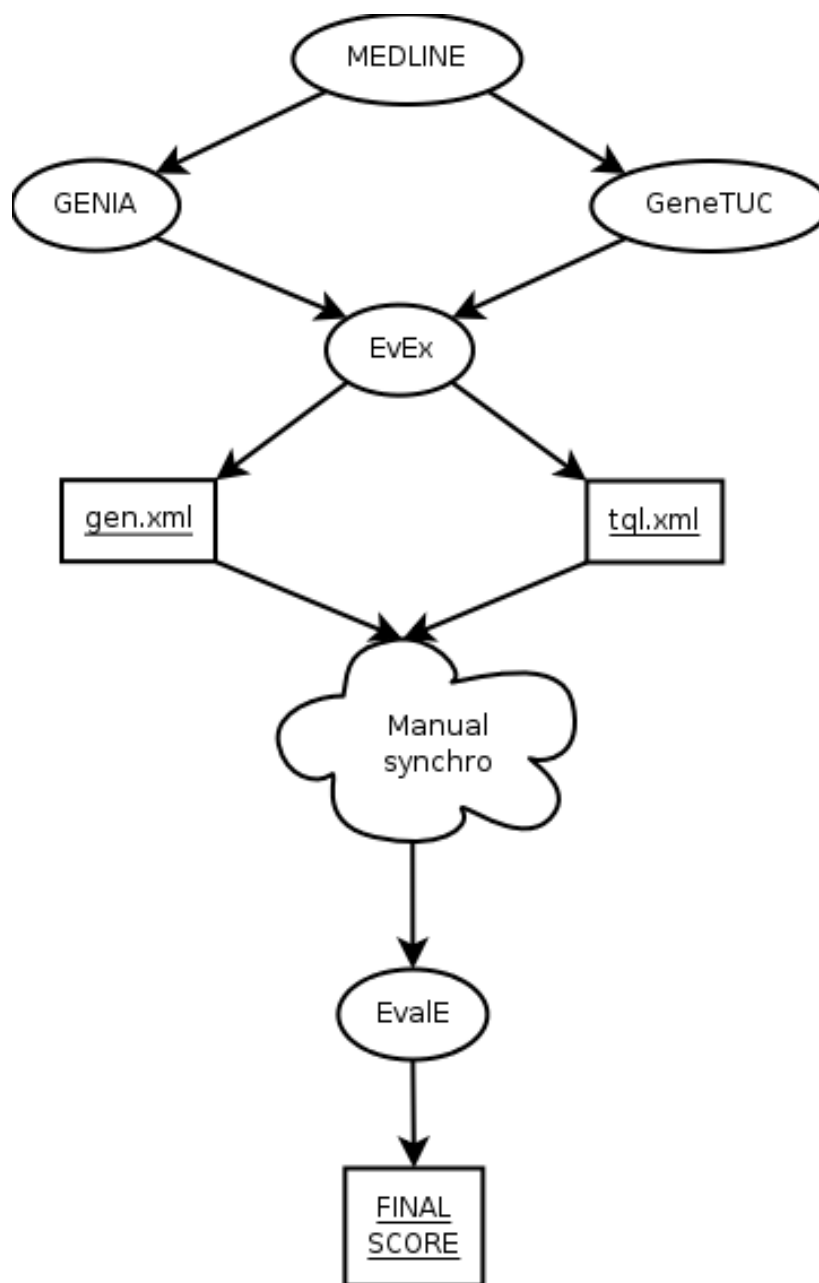 MEDLINE
GENIA
GeneTUC
EvEx
gen.xml
tql.xml
Manual
synchro
EvalE
FINAL
SCORE